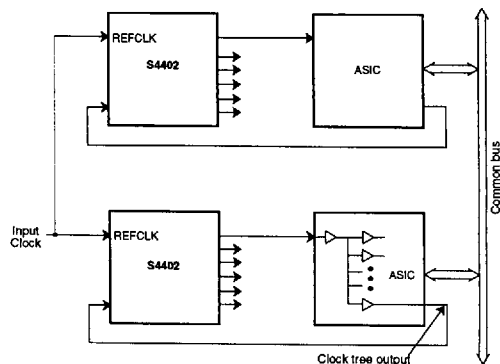 REFCLK
S4402
ASIC
Common bus
Input
Clock
REFCLK
S4402
ASIC
Clock tree output